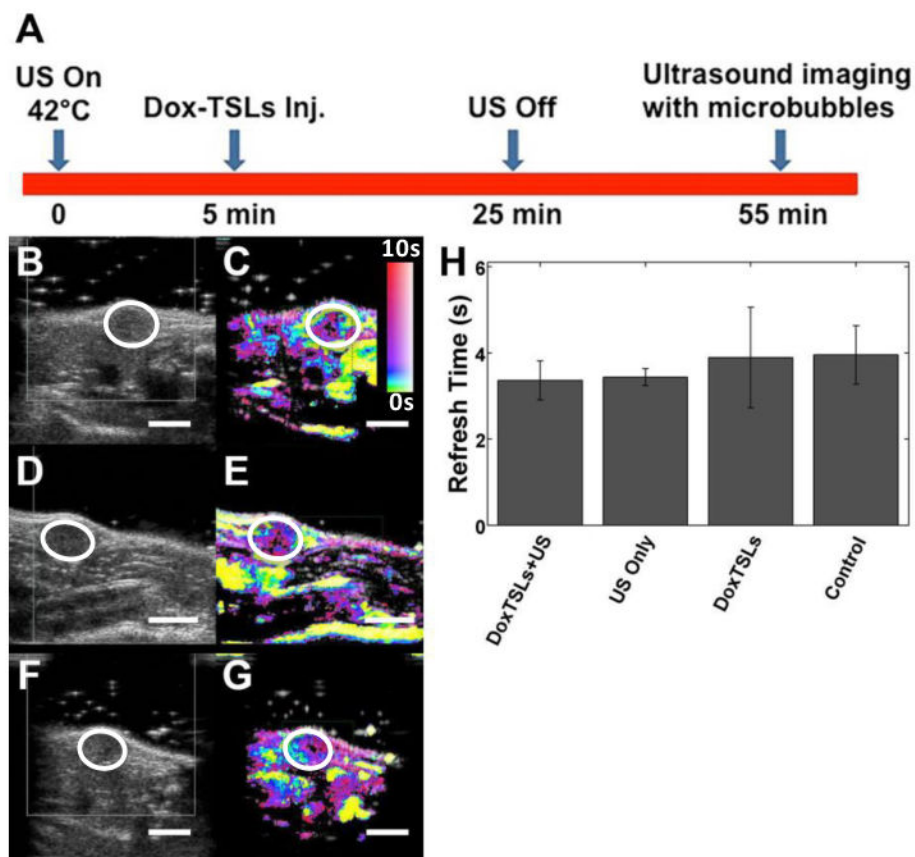 A
US On
42°C
Dox-TSLs Inj.
US Off
Ultrasound imaging
with microbubbles
0
5 min
25 min
55 min
B
C
10s
0s
D
E
F
G
H
Refresh Time (s)
6
4
2
0
DoxTSLs+US
US Only
DoxTSLs
Control